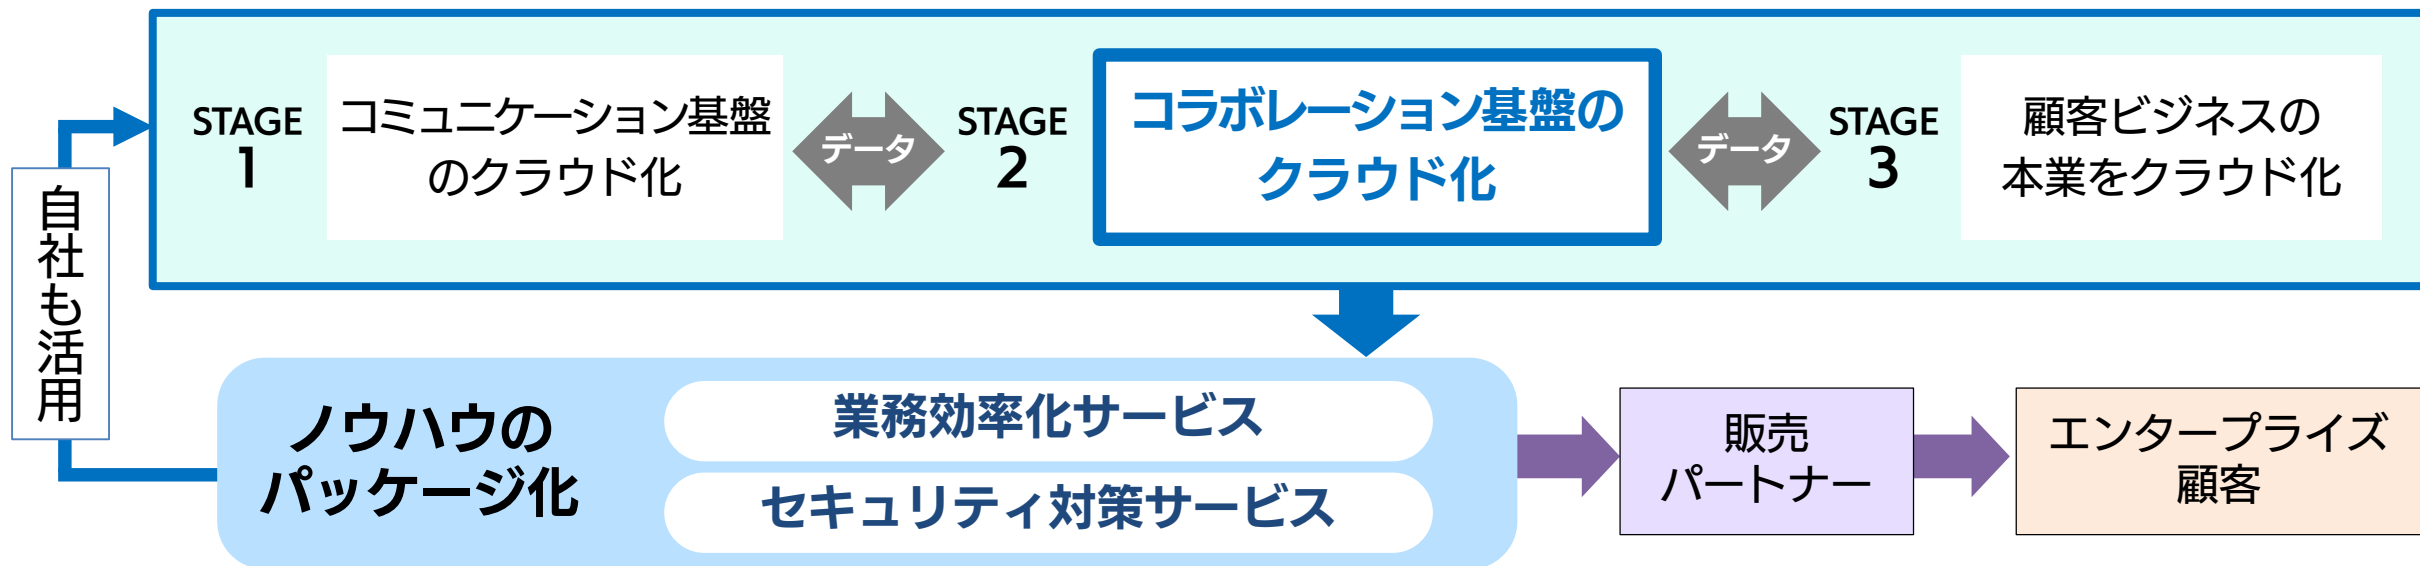 STAGE
1
コミュニケーション基盤
のクラウド化
データ
STAGE
2
コラボレーション基盤の
クラウド化
データ
STAGE
3
顧客ビジネスの
本業をクラウド化
自社も活用
ノウハウの
パッケージ化
業務効率化サービス
セキュリティ対策サービス
販売
パートナー
エンタープライズ
顧客